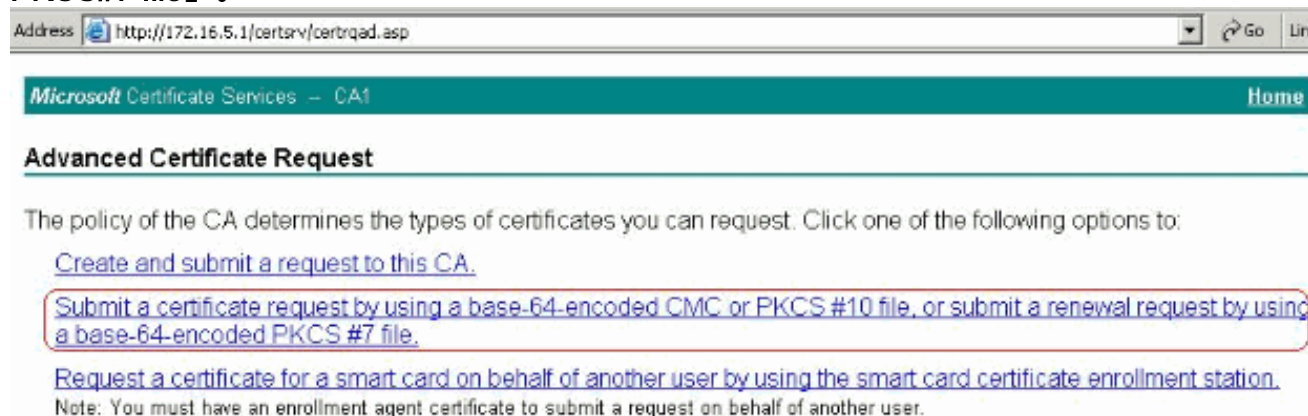 Address http://172.16.5.1/certsrv/certrqad.asp Go
Microsoft Certificate Services -- CA1 Home
Advanced Certificate Request
The policy of the CA determines the types of certificates you can request. Click one of the following options to:
Create and submit a request to this CA.
Submit a certificate request by using a base-64-encoded CMC or PKCS #10 file, or submit a renewal request by using
a base-64-encoded PKCS #7 file.
Request a certificate for a smart card on behalf of another user by using the smart card certificate enrollment station.
Note: You must have an enrollment agent certificate to submit a request on behalf of another user.